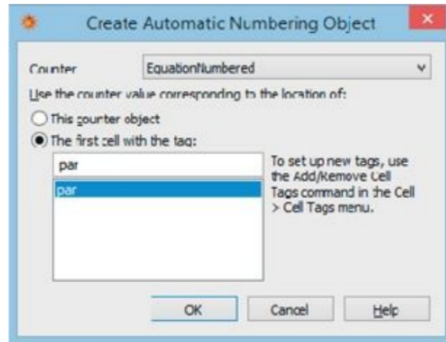 Create Automatic Numbering Object
Counter EquationNumbered
Use the counter value corresponding to the location of:
This counter object
The first cell with the tag:
par
par
To set up new tags, use
the Add/Remove Cell
Tags command in the Cell
> Cell Tags menu.
OK Cancel Help